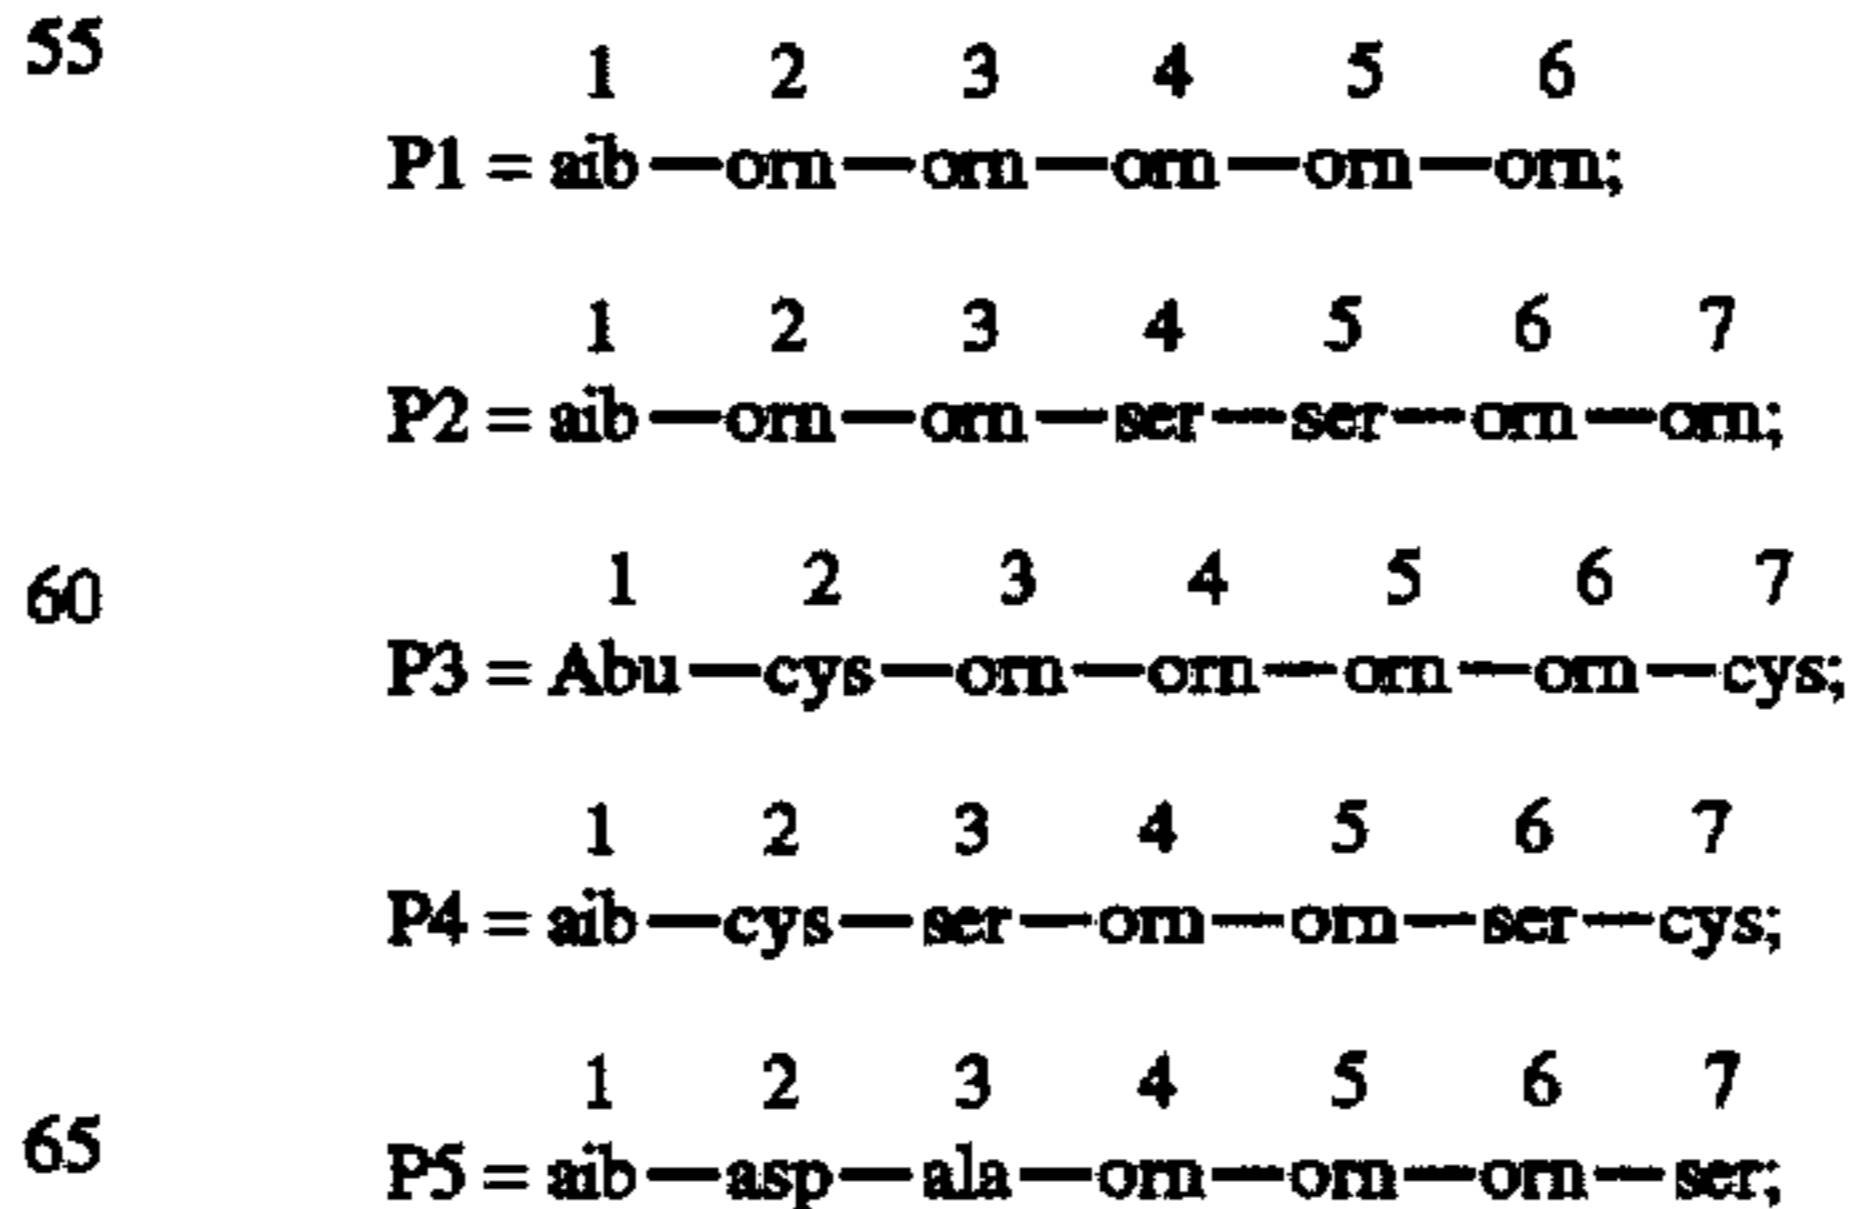 55
1 2 3 4 5 6
P1 = aib—orn—orn—orn—orn—orn;
1 2 3 4 5 6 7
P2 = aib—orn—orn—ser—ser—orn—orn;
60
1 2 3 4 5 6 7
P3 = Abu—cys—orn—orn—orn—orn—cys;
1 2 3 4 5 6 7
P4 = aib—cys—ser—orn—orn—ser—cys;
1 2 3 4 5 6 7
65
P5 = aib—asp—ala—orn—orn—orn—ser;